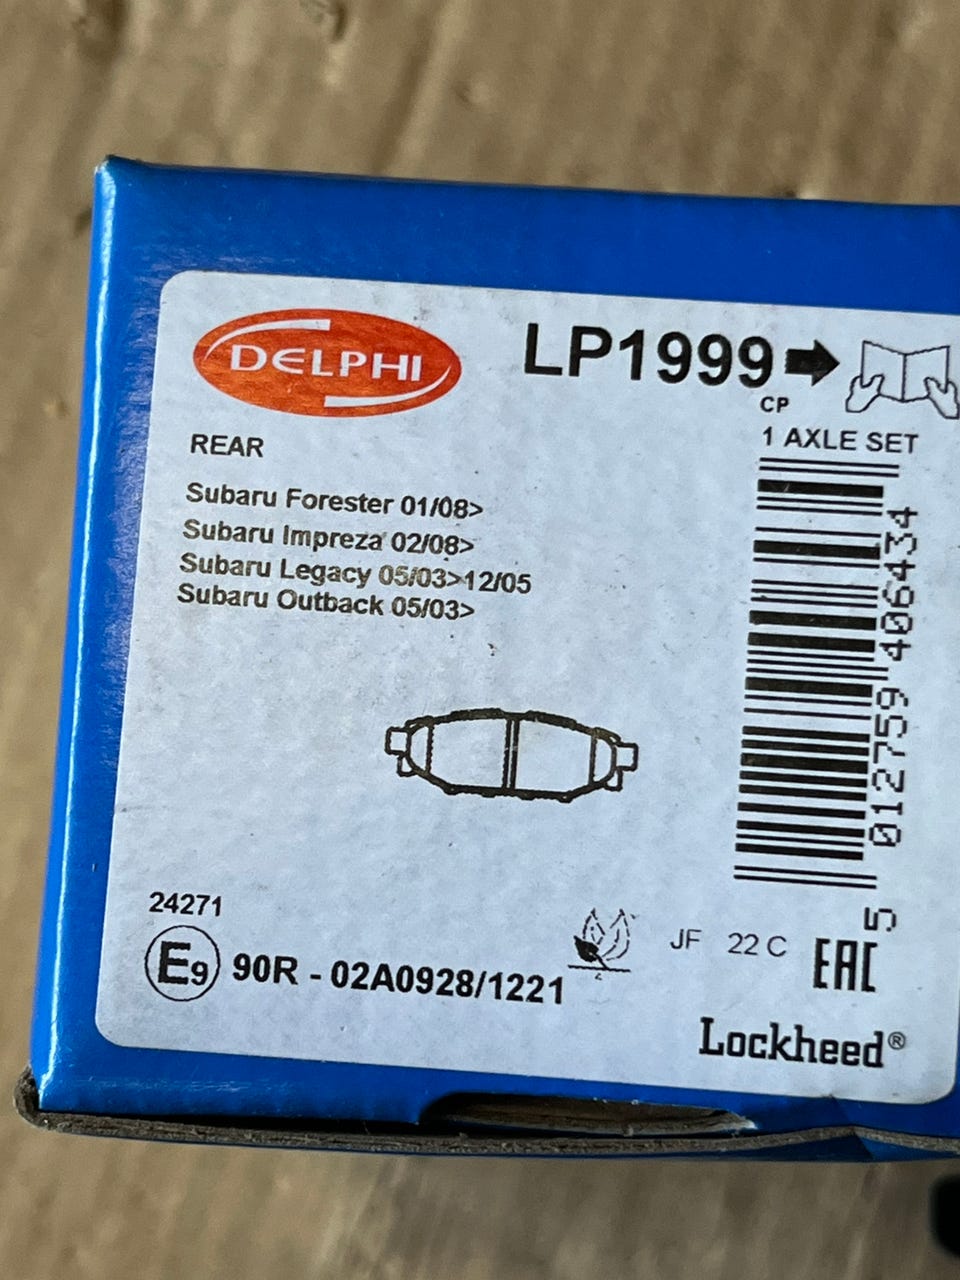 DELPHI
LP1999
CP
1 AXLE SET
REAR
Subaru Forester 01/08>
Subaru Impreza 02/08>
Subaru Legacy 05/03>12/05
Subaru Outback 05/03>
5 012759 406434
24271
E9 90R - 02A0928/1221
JF 22 C
EAC
Lockheed®